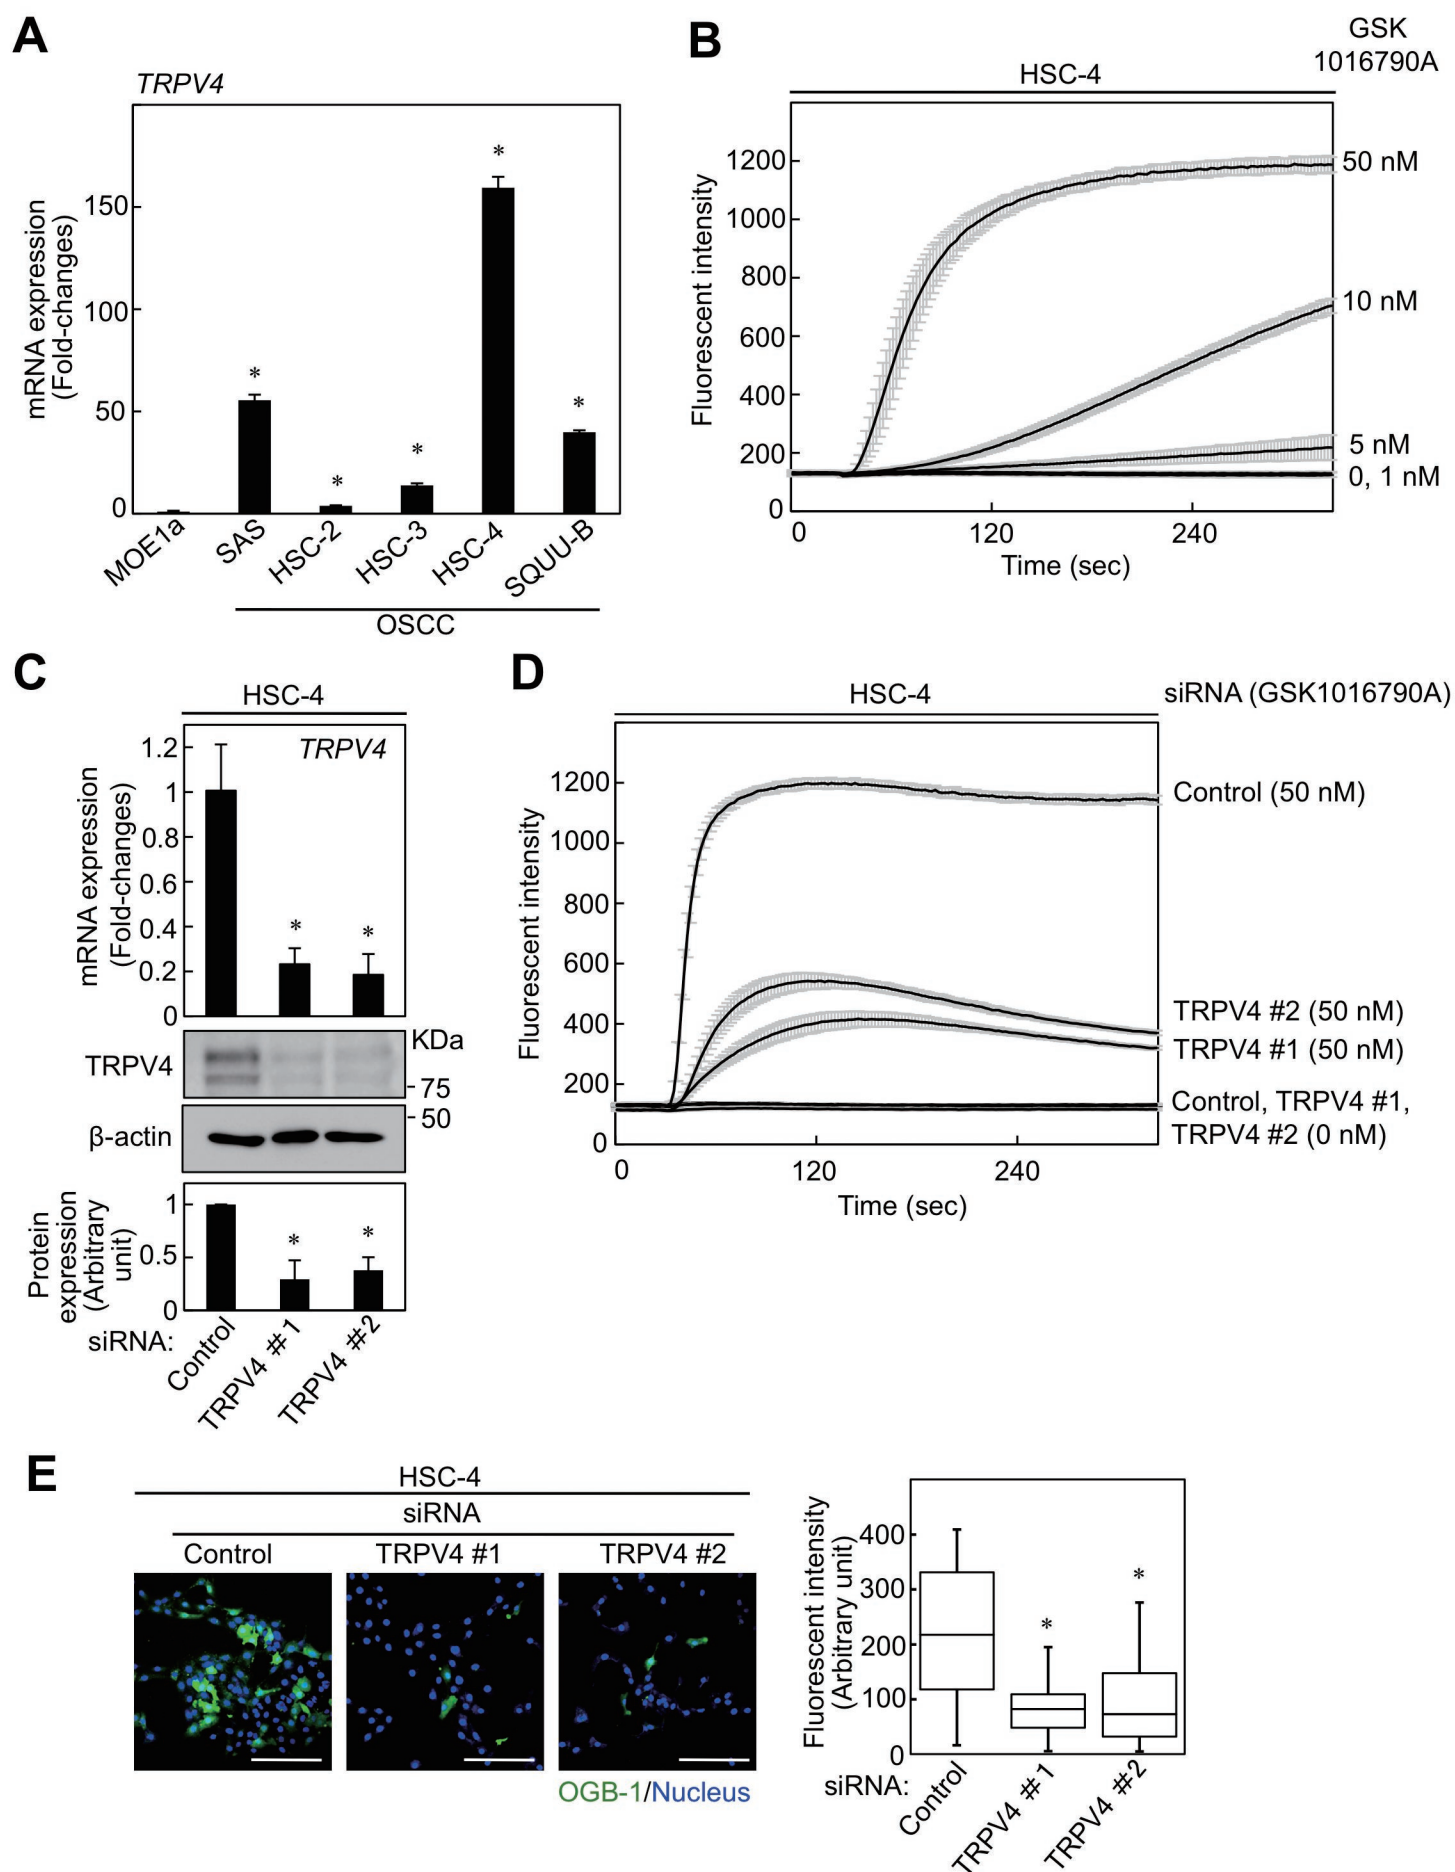 A
TRPV4
mRNA expression
(Fold-changes)
150
100
50
0
*
*
*
*
*
MOE1a
SAS
HSC-2
HSC-3
HSC-4
SQUU-B
OSCC
B
GSK
1016790A
HSC-4
Fluorescent intensity
1200
1000
800
600
400
200
0
50 nM
10 nM
5 nM
0, 1 nM
0
120
240
Time (sec)
C
HSC-4
TRPV4
mRNA expression
(Fold-changes)
1.2
1
0.8
0.6
0.4
0.2
0
*
*
KDa
TRPV4
75
50
β-actin
Protein
expression
(Arbitrary
unit)
1
0.5
0
*
*
siRNA:
Control
TRPV4 #1
TRPV4 #2
D
HSC-4
siRNA (GSK1016790A)
Fluorescent intensity
1200
1000
800
600
400
200
0
Control (50 nM)
TRPV4 #2 (50 nM)
TRPV4 #1 (50 nM)
Control, TRPV4 #1,
TRPV4 #2 (0 nM)
0
120
240
Time (sec)
E
HSC-4
siRNA
Control
TRPV4 #1
TRPV4 #2
OGB-1/Nucleus
Fluorescent intensity
(Arbitrary unit)
400
300
200
100
0
*
*
siRNA:
Control
TRPV4 #1
TRPV4 #2